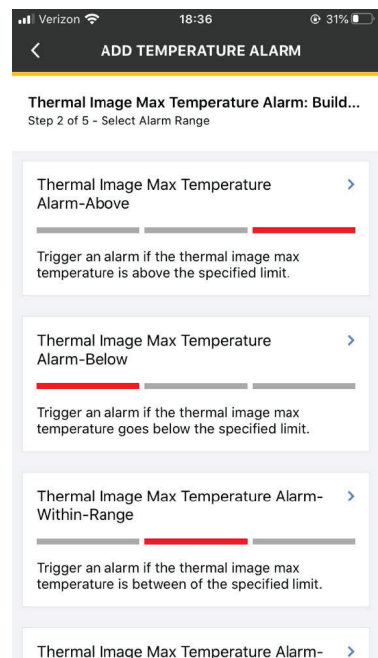 Verizon 18:36 31%
ADD TEMPERATURE ALARM
Thermal Image Max Temperature Alarm: Build...
Step 2 of 5 - Select Alarm Range
Thermal Image Max Temperature
Alarm-Above
Trigger an alarm if the thermal image max
temperature is above the specified limit.
Thermal Image Max Temperature
Alarm-Below
Trigger an alarm if the thermal image max
temperature goes below the specified limit.
Thermal Image Max Temperature Alarm-
Within-Range
Trigger an alarm if the thermal image max
temperature is between of the specified limit.
Thermal Image Max Temperature Alarm-